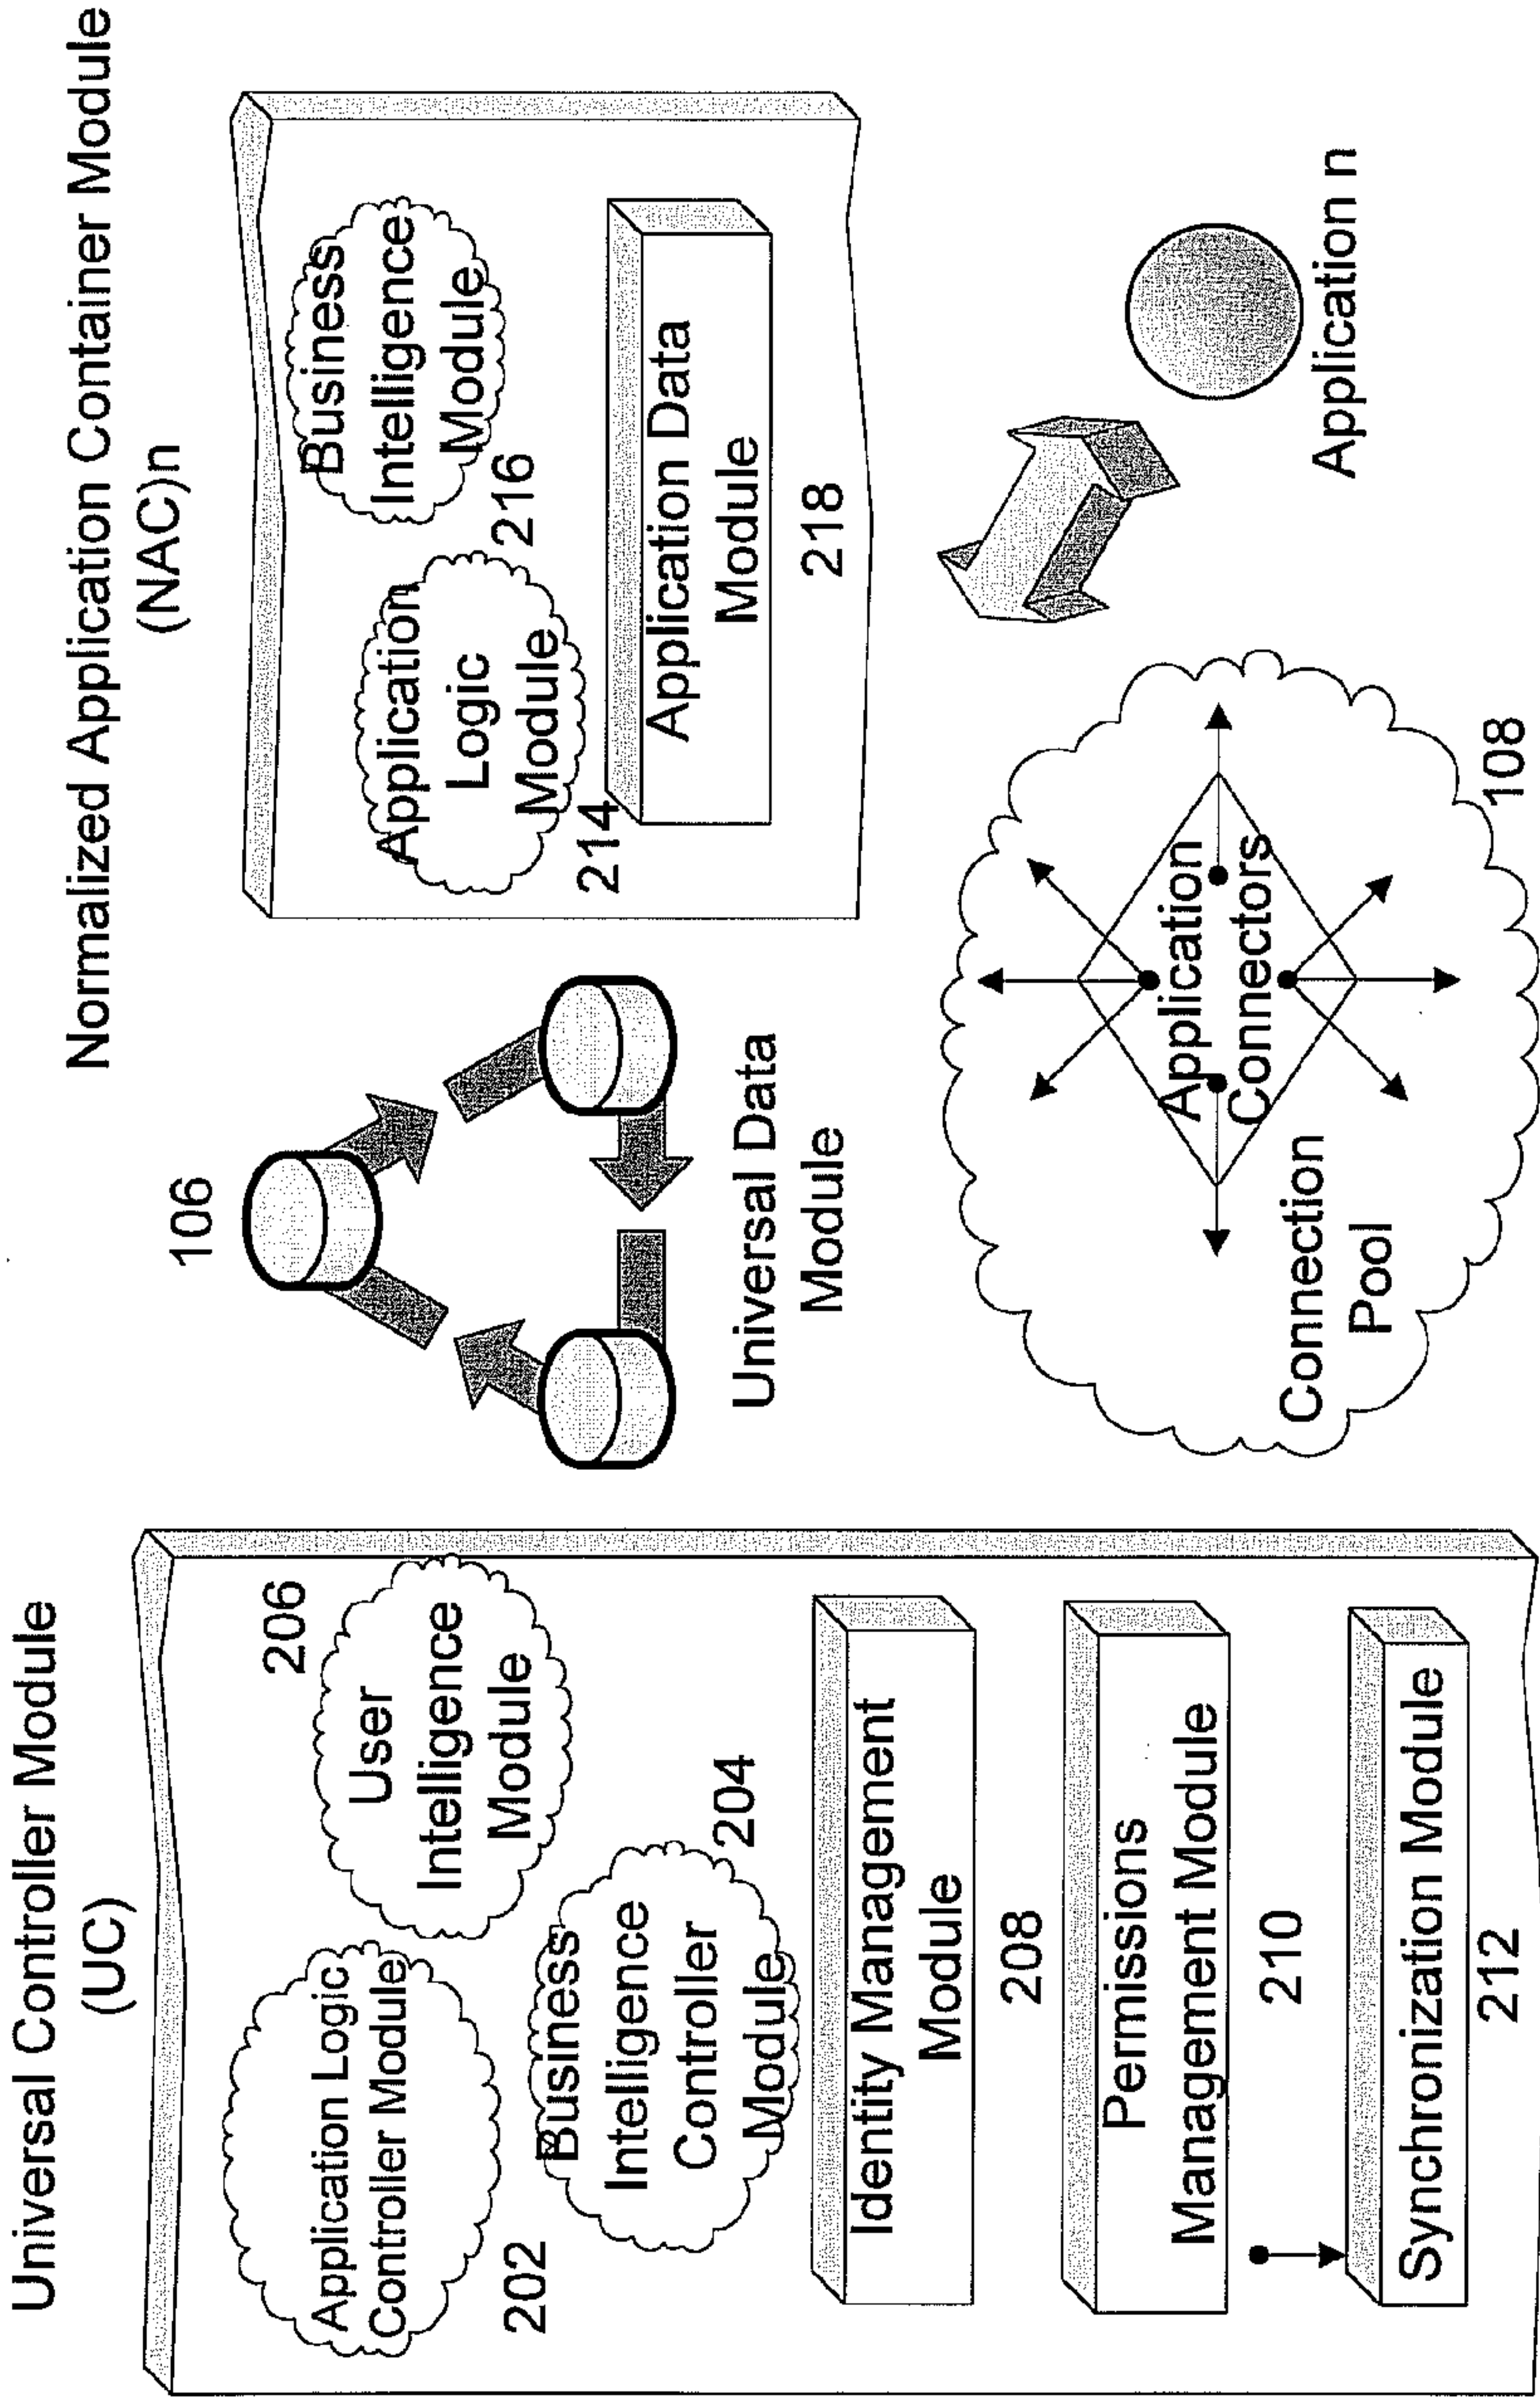 Universal Controller Module
(UC)
Application Logic
Controller Module
202
206
User
Intelligence
Module
Business
Intelligence
Controller
Module
204
Identity Management
Module
208
Permissions
Management Module
210
Synchronization Module
212
106
Universal Data
Module
Normalized Application Container Module
(NAC)n
Application
Logic
Module
214
Business
Intelligence
Module
216
Application Data
Module
218
Application
Connectors
Connection
Pool
108
Application n